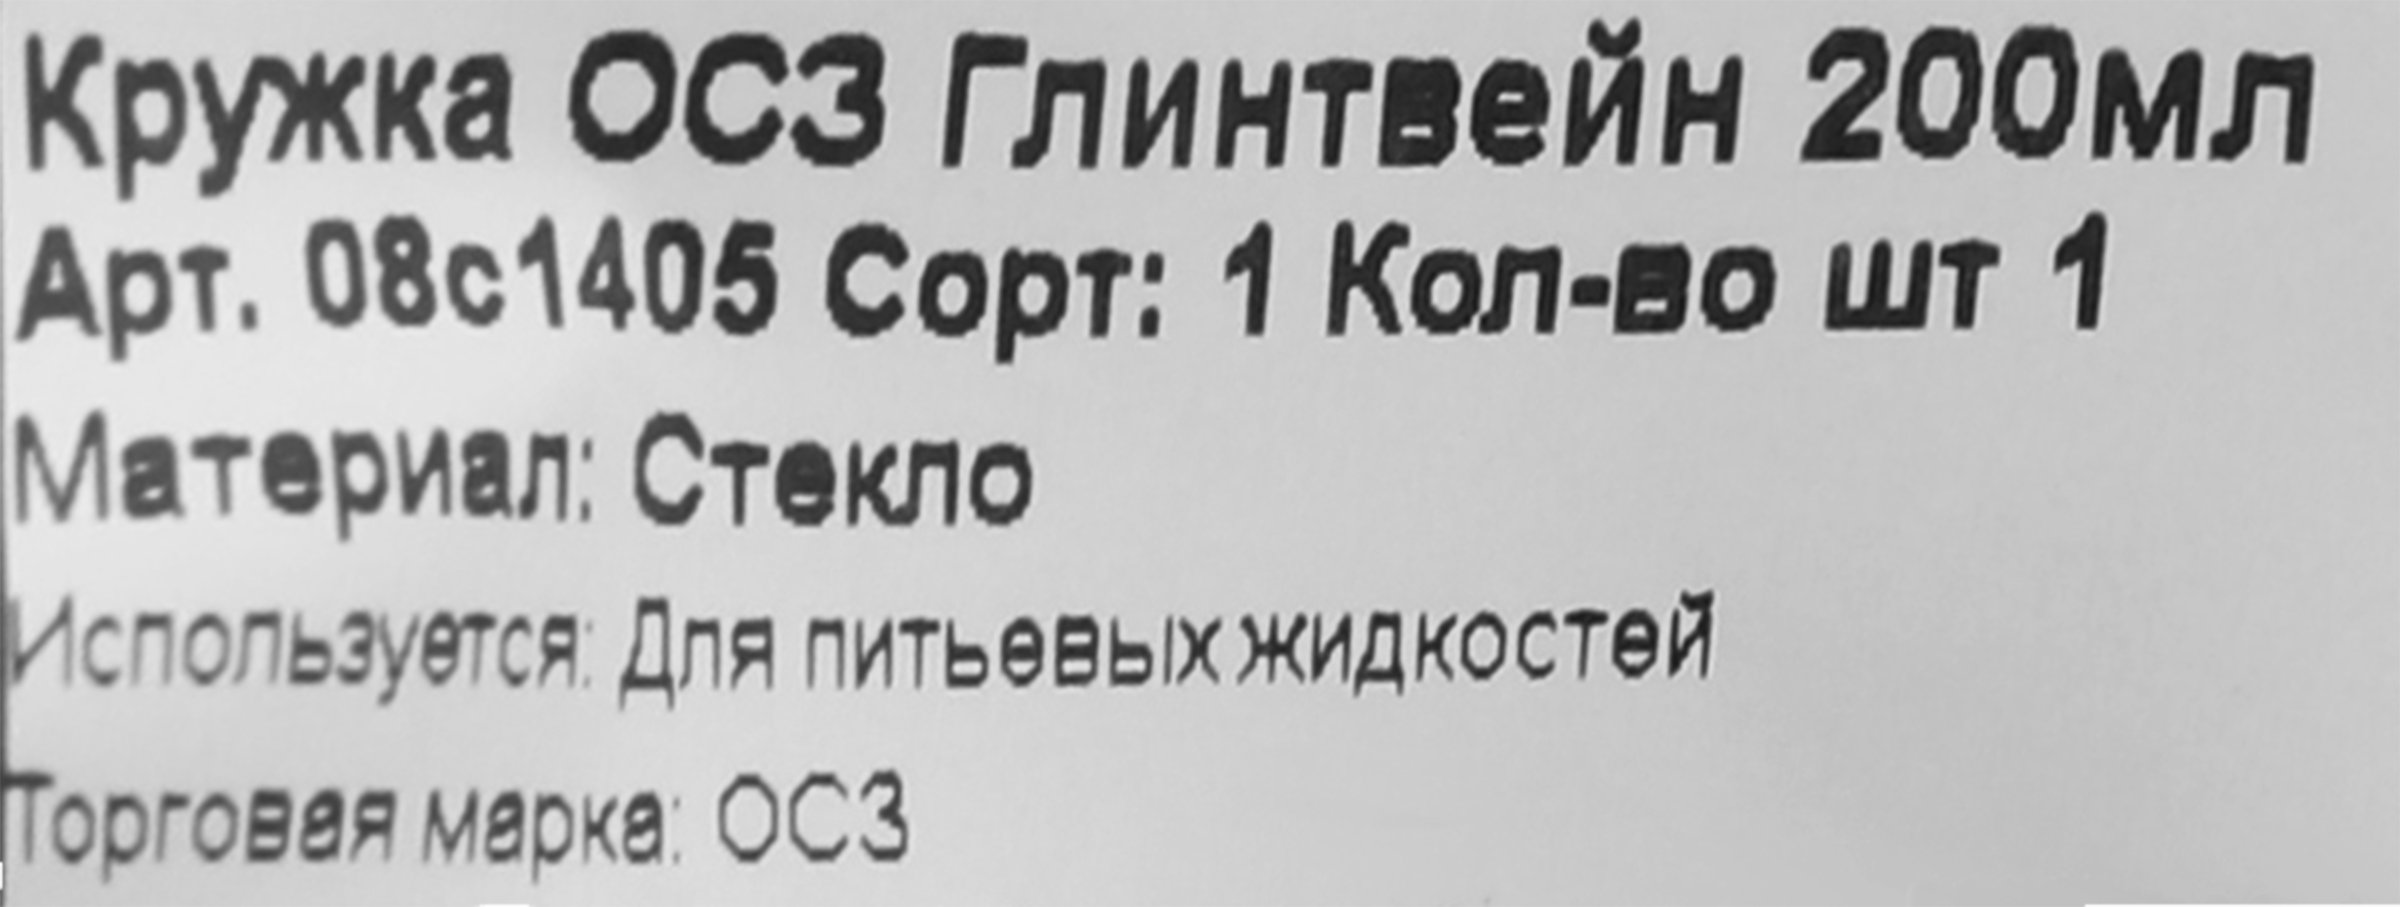 Кружка ОСЗ Глинтвейн 200мл
Арт. 08с1405 Сорт: 1 Кол-во шт 1
Материал: Стекло
Используется: Для питьевых жидкостей
Торговая марка: ОСЗ